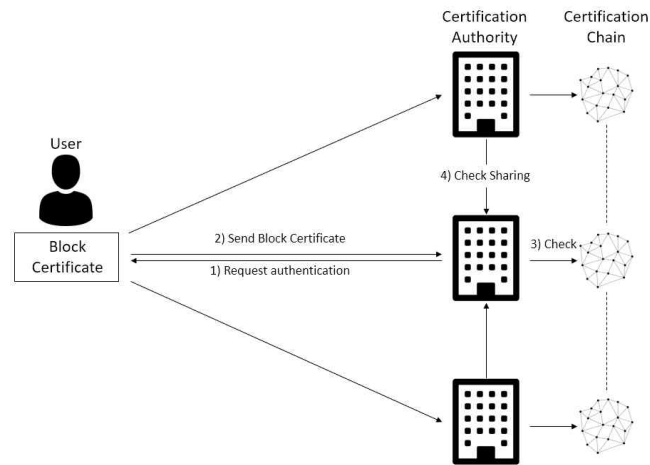 Certification
Authority
Certification
Chain
User
4) Check Sharing
Block
Certificate
2) Send Block Certificate
3) Check
1) Request authentication